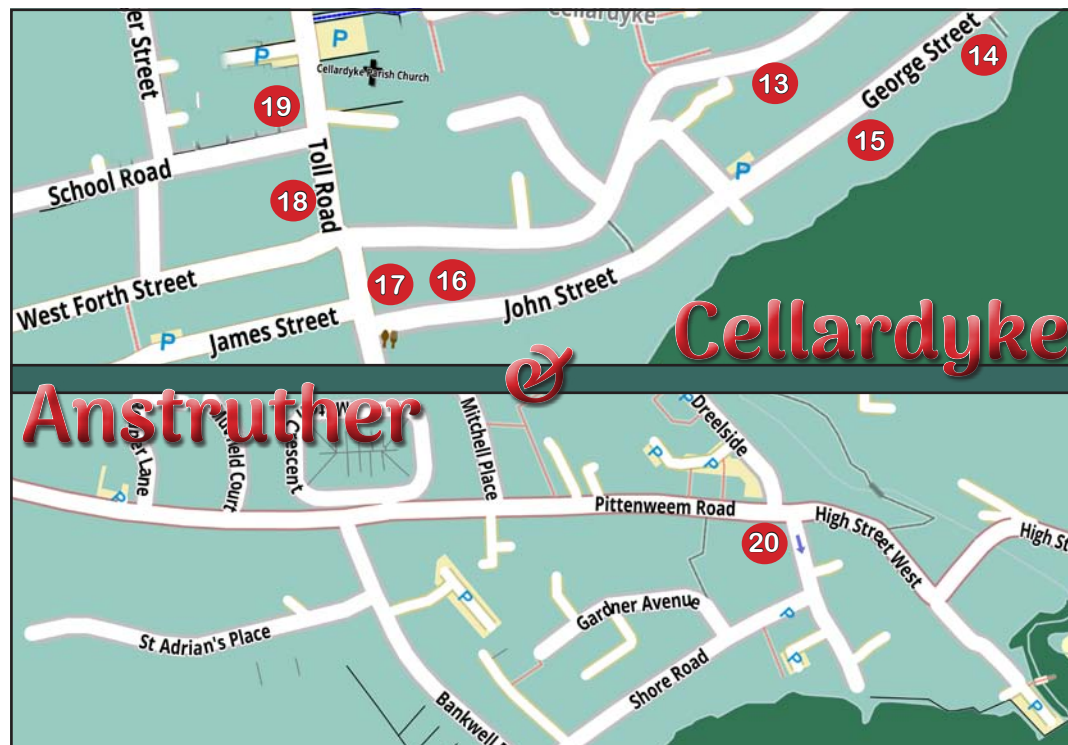 Cellardyke
er Street
P
P
Cellardyke Parish Church
George Street
14
13
19
15
School Road
Toll Road
P
18
17
16
West Forth Street
John Street
James Street
P
Cellardyke
&
Anstruther
Lane
Court
Crescent
Mitchell Place
P
Dreelside
P
P
P
Pittenweem Road
High Street West
High St
20
P
Gardner Avenue
P
St Adrian's Place
Shore Road
P
Bankwell
P